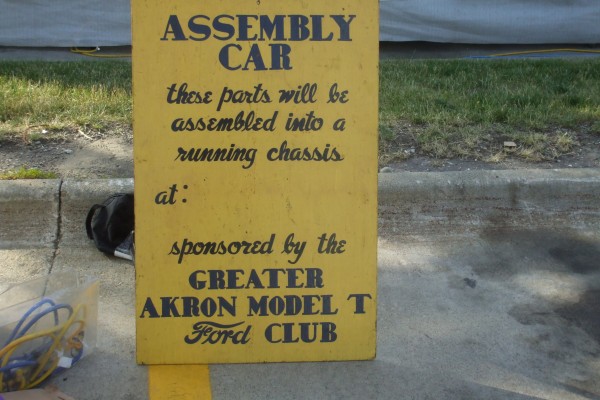 ASSEMBLY
CAR
these parts will be
assembled into a
running chassis
at:
sponsored by the
GREATER
AKRON MODEL T
Ford CLUB